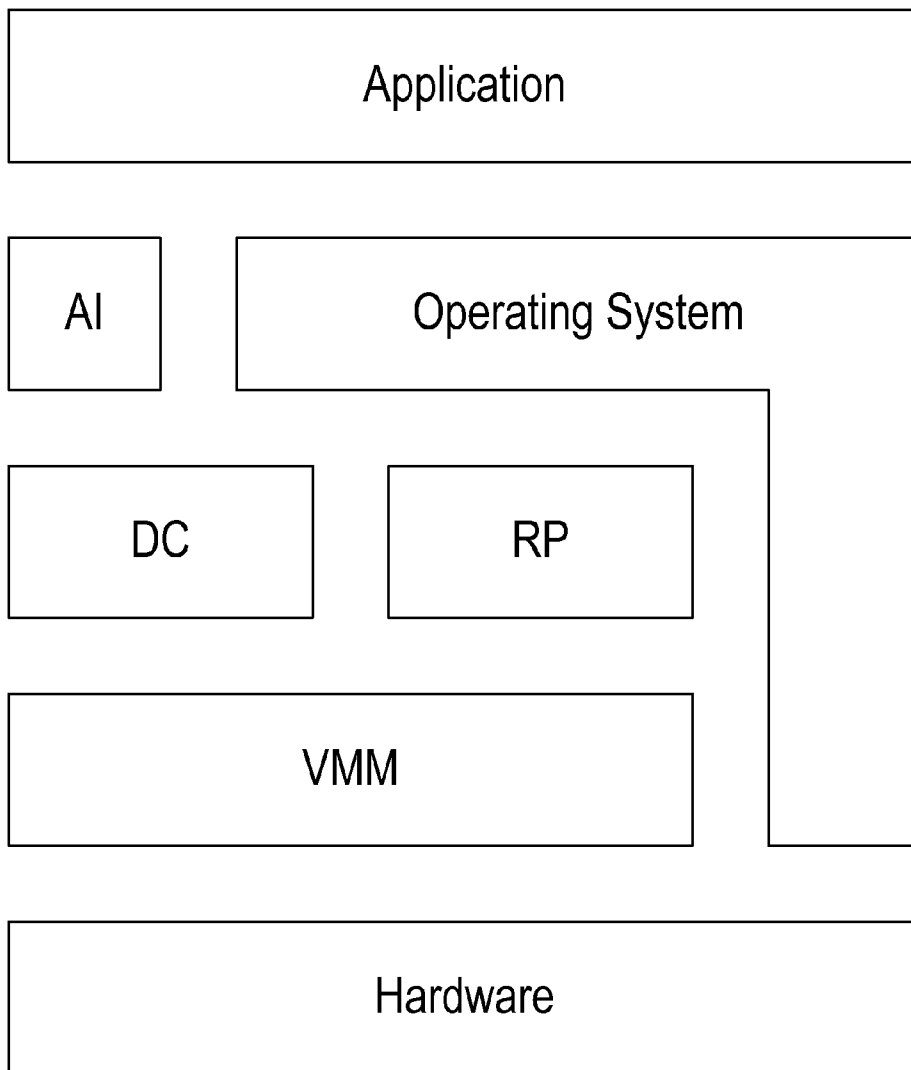 Application
AI
Operating System
DC
RP
VMM
Hardware